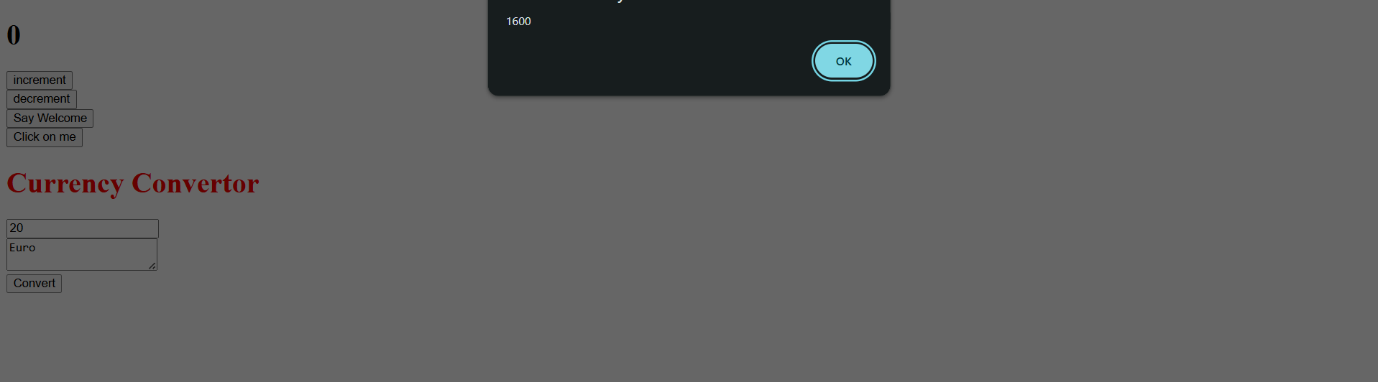 1600
OK
0
increment
decrement
Say Welcome
Click on me
Currency Convertor
20
Euro
Convert